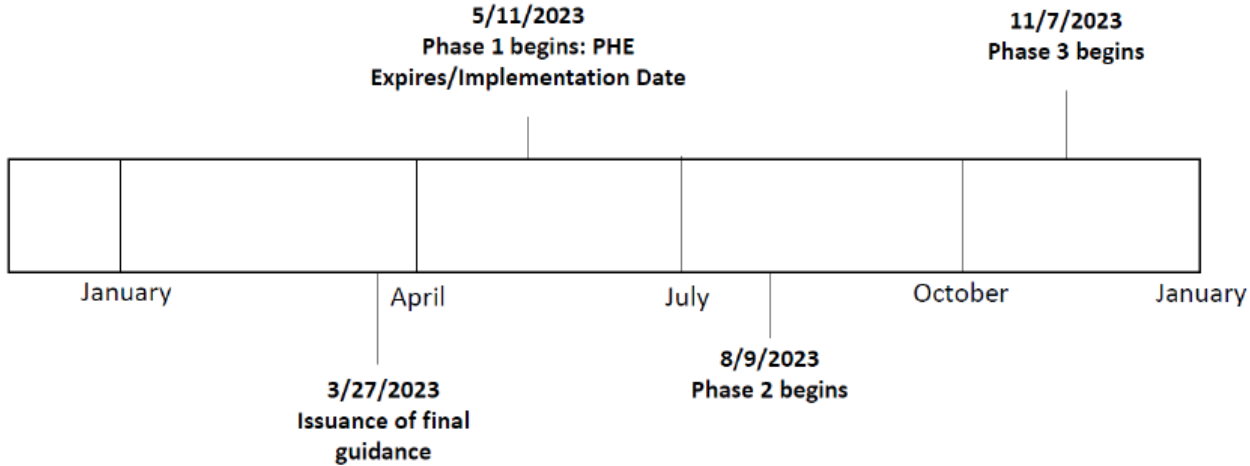 5/11/2023
Phase 1 begins: PHE
Expires/Implementation Date
11/7/2023
Phase 3 begins
January
April
July
October
January
3/27/2023
Issuance of final
guidance
8/9/2023
Phase 2 begins